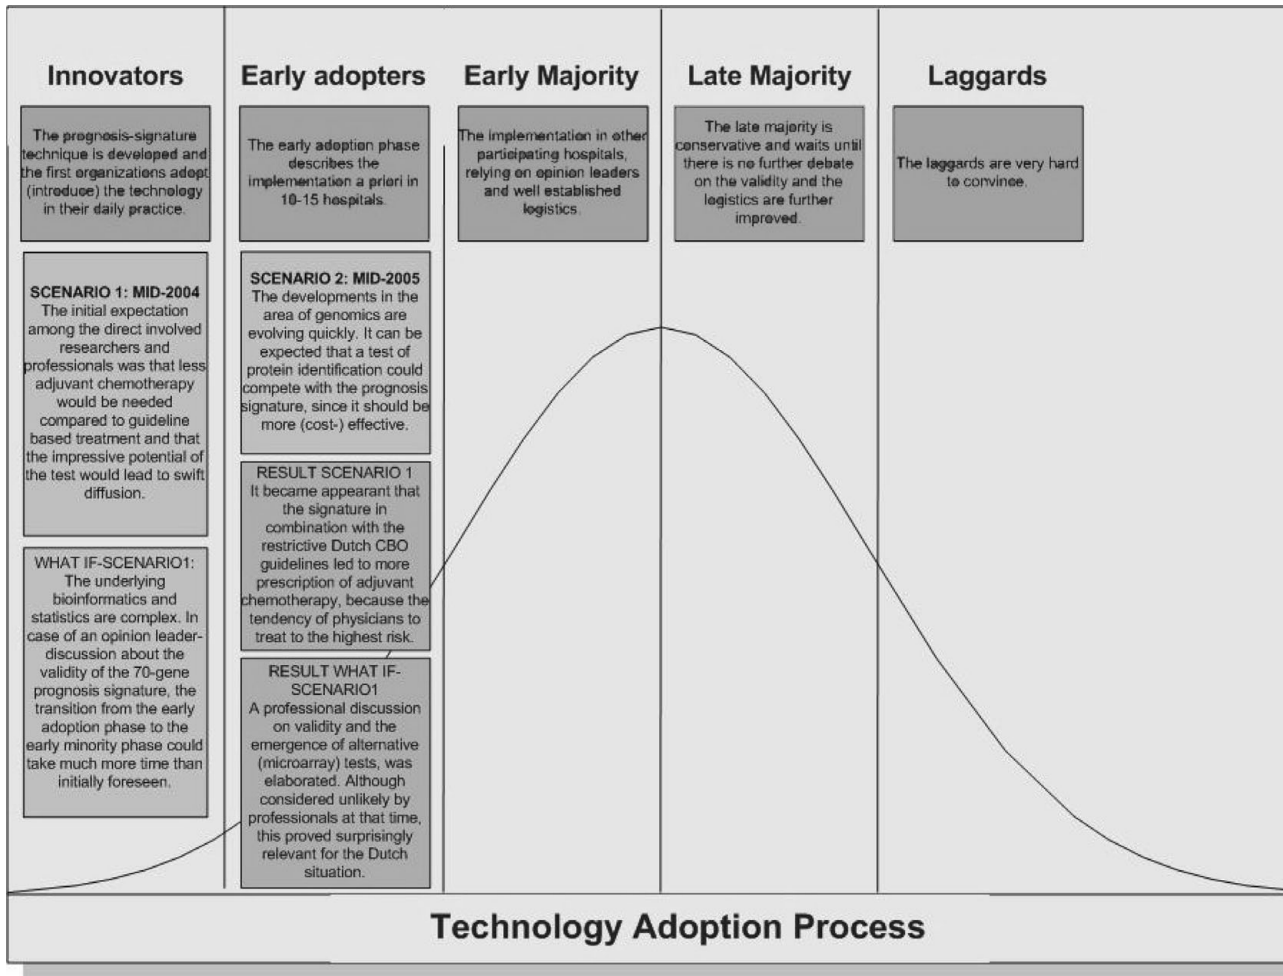 Innovators
The prognosis-signature
technique is developed and
the first organizations adopt
(introduce) the technology
in their daily practice.
SCENARIO 1: MID-2004
The initial expectation
among the direct involved
researchers and
professionals was that less
adjuvant chemotherapy
would be needed
compared to guideline
based treatment and that
the impressive potential of
the test would lead to swift
diffusion.
WHAT IF-SCENARIO1:
The underlying
bioinformatics and
statistics are complex. In
case of an opinion leader-
discussion about the
validity of the 70-gene
prognosis signature, the
transition from the early
adoption phase to the
early minority phase could
take much more time than
initially foreseen.
Early adopters
The early adoption phase
describes the
implementation a priori in
10-15 hospitals.
SCENARIO 2: MID-2005
The developments in the
area of genomics are
evolving quickly. It can be
expected that a test of
protein identification could
compete with the prognosis
signature, since it should be
more (cost-) effective.
RESULT SCENARIO 1
It became appearant that
the signature in
combination with the
restrictive Dutch CBO
guidelines led to more
prescription of adjuvant
chemotherapy, because the
tendency of physicians to
treat to the highest risk.
RESULT WHAT IF-
SCENARIO1
A professional discussion
on validity and the
emergence of alternative
(microarray) tests, was
elaborated. Although
considered unlikely by
professionals at that time,
this proved surprisingly
relevant for the Dutch
situation.
Early Majority
The implementation in other
participating hospitals,
relying on opinion leaders
and well established
logistics.
Late Majority
The late majority is
conservative and waits until
there is no further debate
on the validity and the
logistics are further
improved.
Laggards
The laggards are very hard
to convince.
Technology Adoption Process